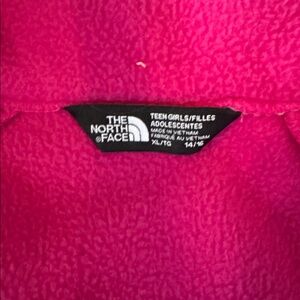 THE
NORTH
FACE
TEEN GIRLS/FILLES
ADOLESCENTES
MADE IN VIETNAM
FABRIQUÉ AU VIETNAM
XL/TG 14/16